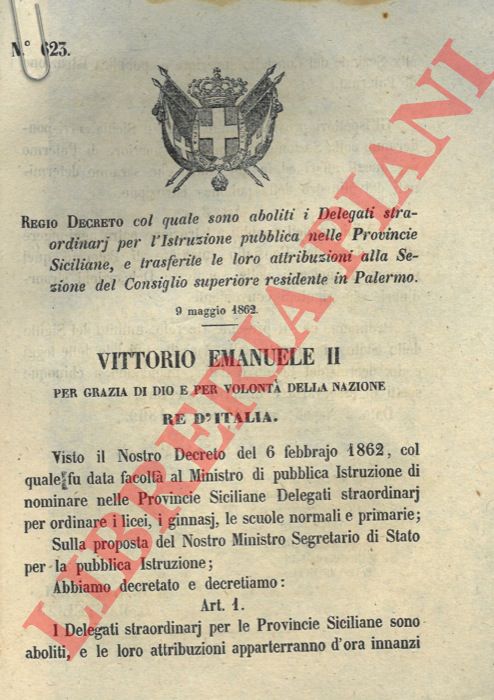 N.° 623.
REGIO DECRETO col quale sono aboliti i Delegati stra-
ordinarj per l'Istruzione pubblica nelle Provincie
Siciliane, e trasferite le loro attribuzioni alla Se-
zione del Consiglio superiore residente in Palermo.
9 maggio 1862.
VITTORIO EMANUELE II
PER GRAZIA DI DIO E PER VOLONTÀ DELLA NAZIONE
RE D'ITALIA.
Visto il Nostro Decreto del 6 febbrajo 1862, col
quale fu data facoltà al Ministro di pubblica Istruzione di
nominare nelle Provincie Siciliane Delegati straordinarj
per ordinare i licei, i ginnasj, le scuole normali e primarie;
Sulla proposta del Nostro Ministro Segretario di Stato
per la pubblica Istruzione;
Abbiamo decretato e decretiamo:
Art. 1.
I Delegati straordinarj per le Provincie Siciliane sono
aboliti, e le loro attribuzioni apparterranno d'ora innanzi
LIBRERIA PIANI